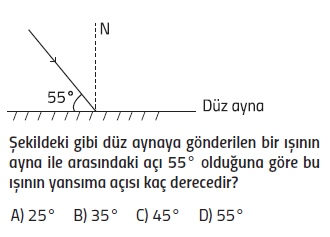 N
55°
Düz ayna
Şekildeki gibi düz aynaya gönderilen bir ışının
ayna ile arasındaki açı 55° olduğuna göre bu
ışının yansıma açısı kaç derecedir?
A) 25° B) 35° C) 45° D) 55°